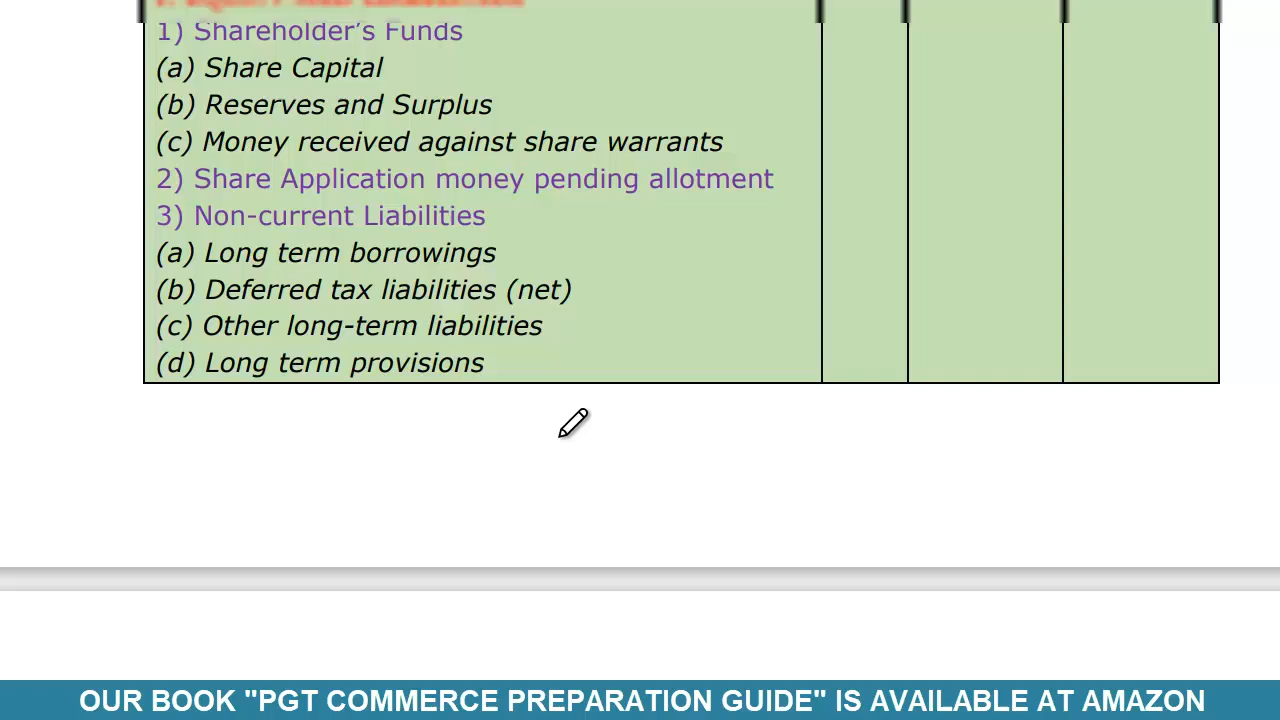 1) Shareholder’s Funds
(a) Share Capital
(b) Reserves and Surplus
(c) Money received against share warrants
2) Share Application money pending allotment
3) Non-current Liabilities
(a) Long term borrowings
(b) Deferred tax liabilities (net)
(c) Other long-term liabilities
(d) Long term provisions
OUR BOOK "PGT COMMERCE PREPARATION GUIDE" IS AVAILABLE AT AMAZON